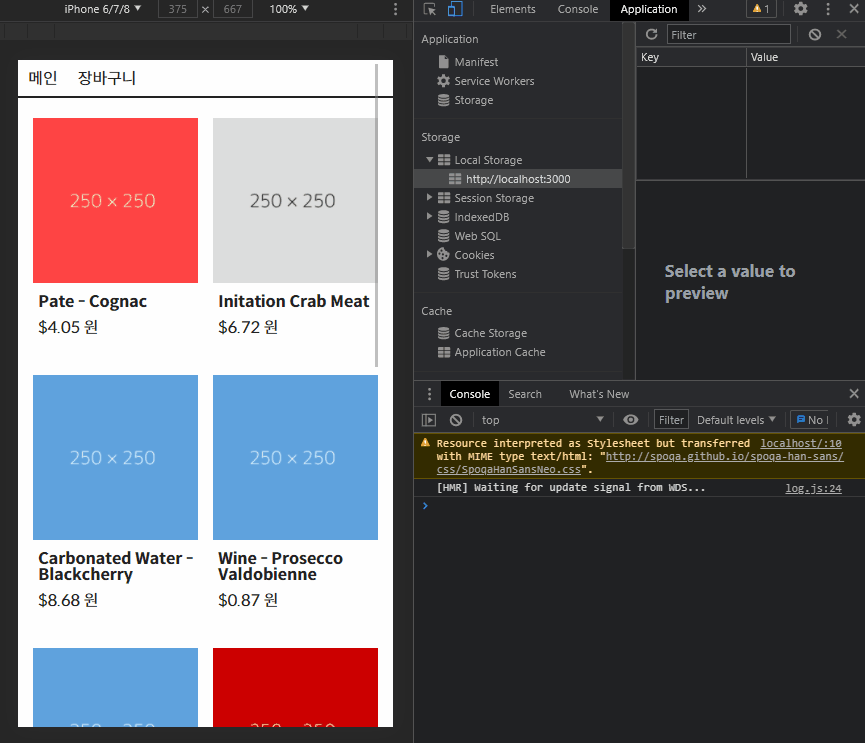 iPhone 6/7/8 ▼ 375 × 667 100% ▼
메인 장바구니
250 × 250
250 × 250
Pate - Cognac
$4.05 원
Initation Crab Meat
$6.72 원
250 × 250
250 × 250
Carbonated Water -
Blackcherry
$8.68 원
Wine - Prosecco
Valdobienne
$0.87 원
250 × 250
250 × 250
Elements Console Application » 1
Application
Manifest
Service Workers
Storage
Storage
Local Storage
http://localhost:3000
Session Storage
IndexedDB
Web SQL
Cookies
Trust Tokens
Cache
Cache Storage
Application Cache
Filter
Key Value
Select a value to
preview
Console Search What's New
top Filter Default levels ▼ No I
Resource interpreted as Stylesheet but transferred localhost/:10
with MIME type text/html: "http://spoqa.github.io/spoqa-han-sans/
css/SpoqaHanSansNeo.css".
[HMR] Waiting for update signal from WDS... log.js:24